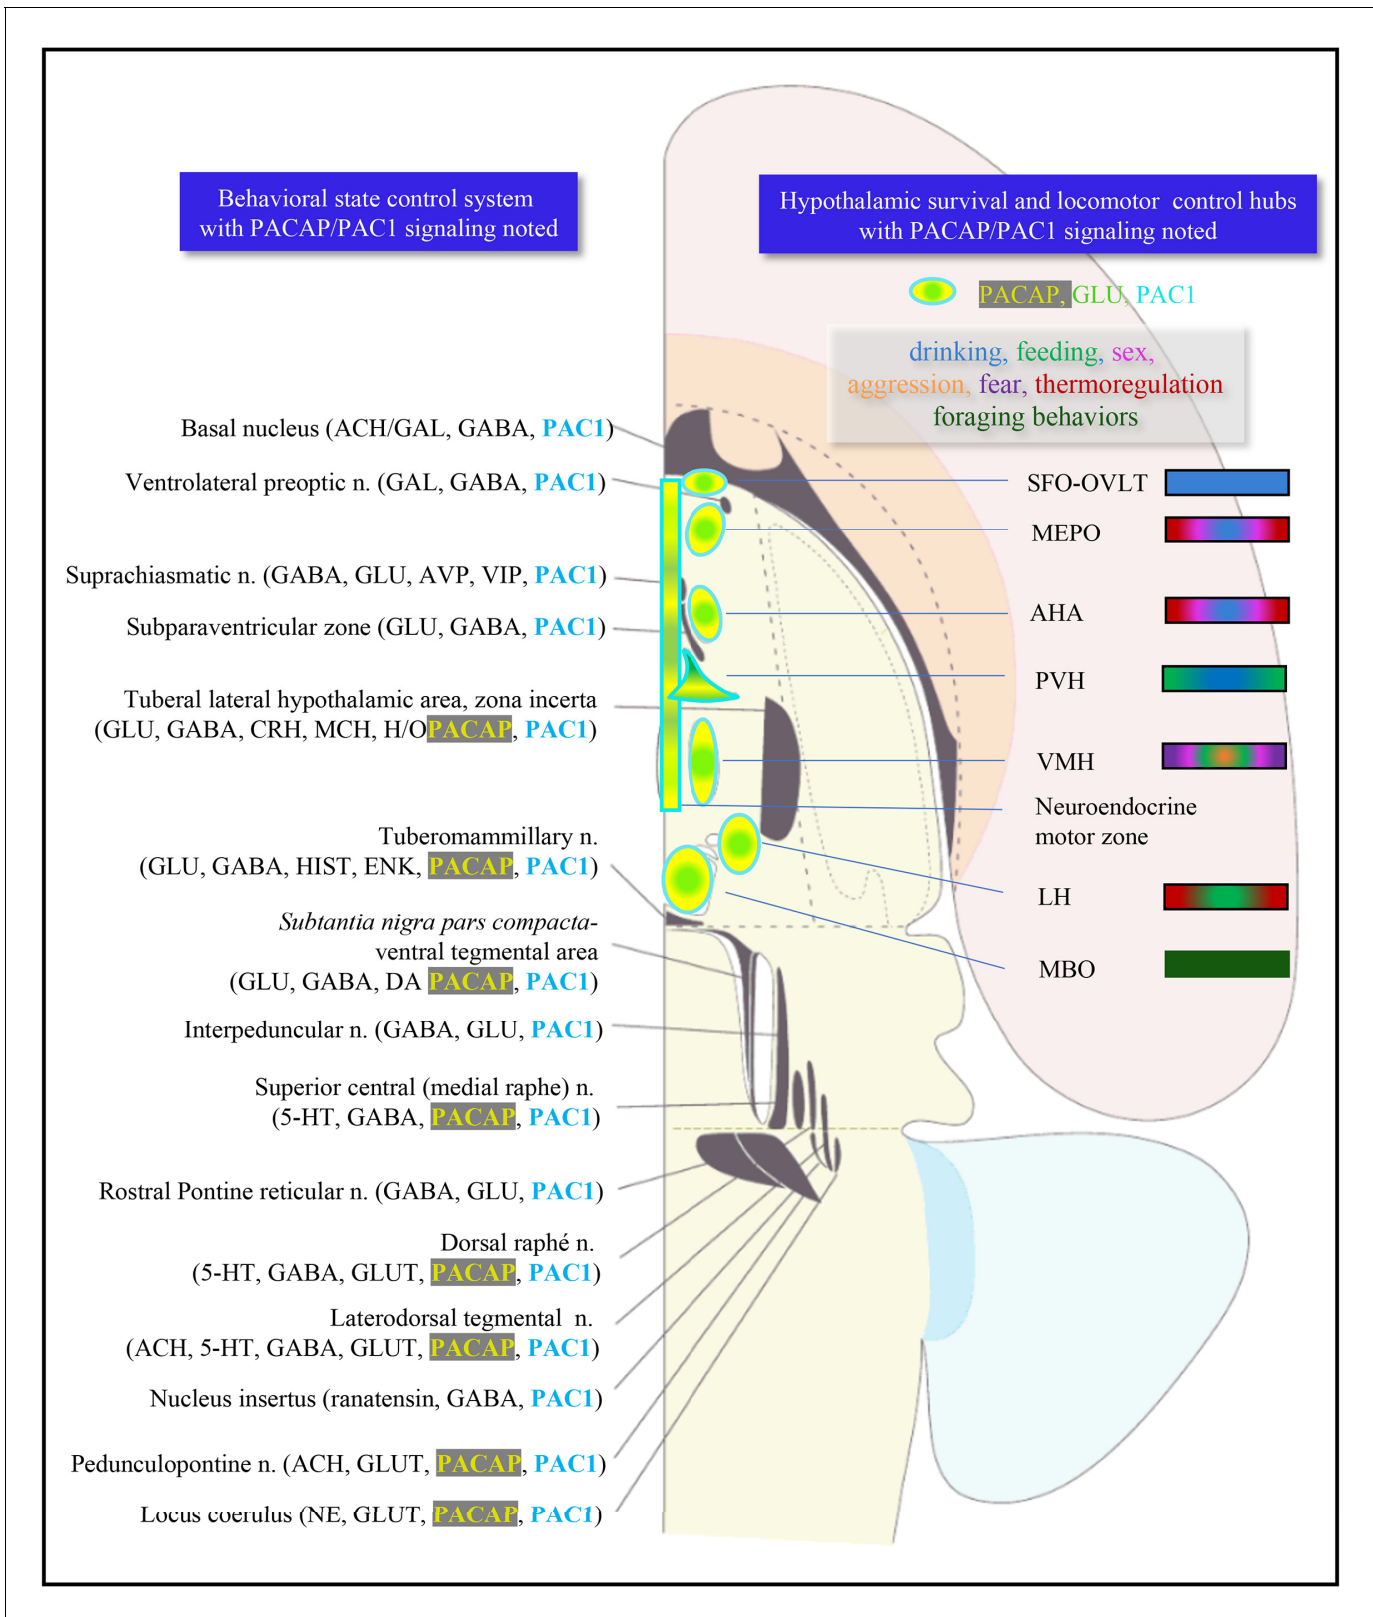 Behavioral state control system
with PACAP/PAC1 signaling noted
Hypothalamic survival and locomotor control hubs
with PACAP/PAC1 signaling noted
PACAP, GLU, PAC1
drinking, feeding, sex,
aggression, fear, thermoregulation
foraging behaviors
Basal nucleus (ACH/GAL, GABA, PAC1)
Ventrolateral preoptic n. (GAL, GABA, PAC1)
Suprachiasmatic n. (GABA, GLU, AVP, VIP, PAC1)
Subparaventricular zone (GLU, GABA, PAC1)
Tuberal lateral hypothalamic area, zona incerta
(GLU, GABA, CRH, MCH, H/OPACAP, PAC1)
Tuberomammillary n.
(GLU, GABA, HIST, ENK, PACAP, PAC1)
Subtantia nigra pars compacta-
ventral tegmental area
(GLU, GABA, DA PACAP, PAC1)
Interpeduncular n. (GABA, GLU, PAC1)
Superior central (medial raphe) n.
(5-HT, GABA, PACAP, PAC1)
Rostral Pontine reticular n. (GABA, GLU, PAC1)
Dorsal raphé n.
(5-HT, GABA, GLUT, PACAP, PAC1)
Laterodorsal tegmental n.
(ACH, 5-HT, GABA, GLUT, PACAP, PAC1)
Nucleus insertus (ranatensin, GABA, PAC1)
Pedunculopontine n. (ACH, GLUT, PACAP, PAC1)
Locus coerulus (NE, GLUT, PACAP, PAC1)
SFO-OVLT
MEPO
AHA
PVH
VMH
Neuroendocrine
motor zone
LH
MBO